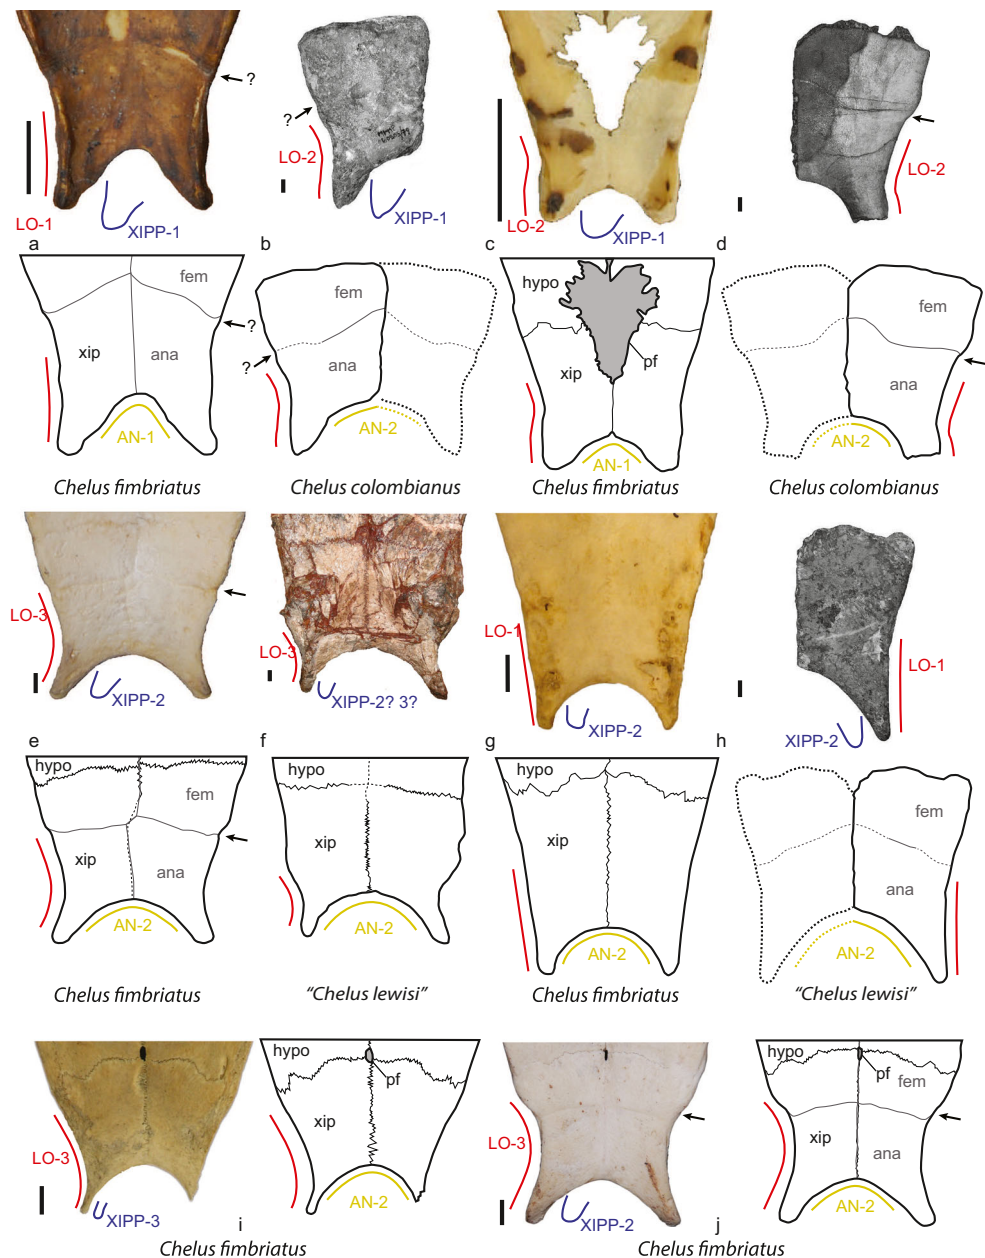 ?
?
LO-1
XIPP-1
LO-2
XIPP-1
LO-2
XIPP-1
LO-2
a
b
c
d
fem
?
xip
ana
AN-1
fem
?
ana
AN-2
hypo
xip
pf
AN-1
fem
ana
AN-2
Chelus fimbriatus
Chelus colombianus
Chelus fimbriatus
Chelus colombianus
LO-3
XIPP-2
LO-3
XIPP-2? 3?
LO-1
XIPP-2
LO-1
XIPP-2
e
f
g
h
hypo
fem
xip
ana
AN-2
hypo
xip
AN-2
hypo
xip
AN-2
fem
ana
AN-2
Chelus fimbriatus
"Chelus lewisi"
Chelus fimbriatus
"Chelus lewisi"
LO-3
XIPP-3
i
hypo
pf
xip
AN-2
LO-3
XIPP-2
j
hypo
pf
fem
xip
ana
AN-2
Chelus fimbriatus
Chelus fimbriatus